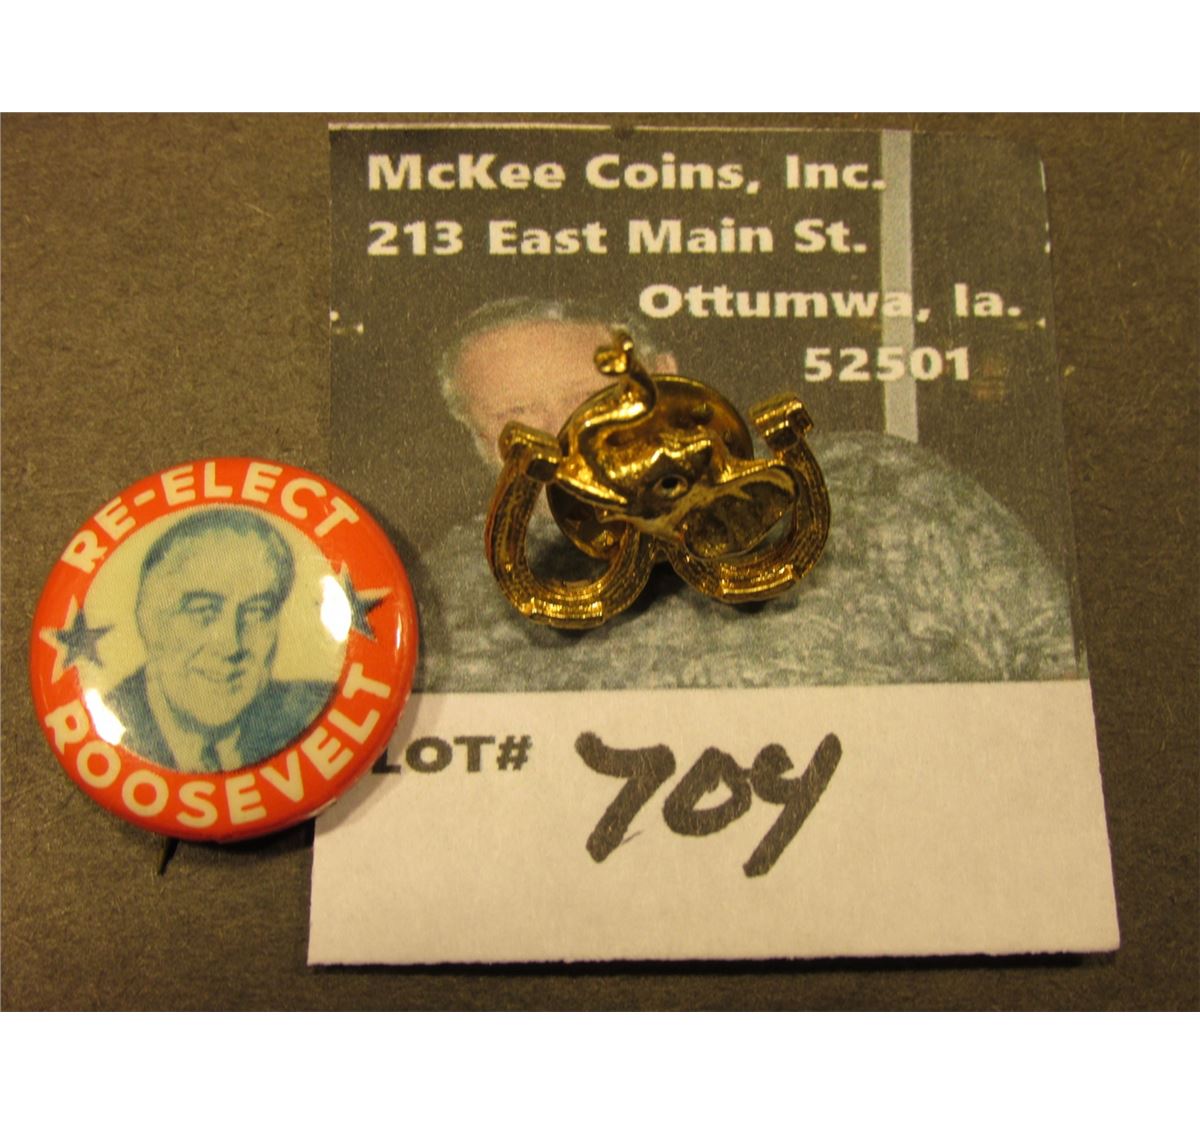 McKee Coins, Inc.
213 East Main St.
Ottumwa, Ia.
52501
RE-ELECT
ROOSEVELT
LOT# 704